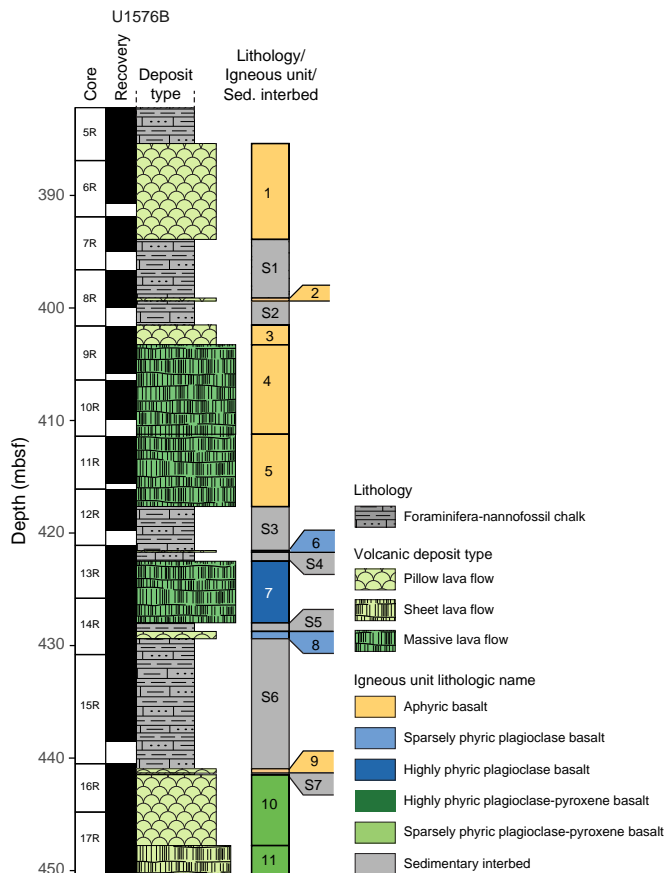 U1576B
Core
Recovery
Deposit
type
Lithology/
Igneous unit/
Sed. interbed
Depth (mbsf)
390
400
410
420
430
440
450
5R
6R
7R
8R
9R
10R
11R
12R
13R
14R
15R
16R
17R
1
S1
2
S2
3
4
5
S3
6
S4
7
S5
8
S6
9
S7
10
11
Lithology
Foraminifera-nannofossil chalk
Volcanic deposit type
Pillow lava flow
Sheet lava flow
Massive lava flow
Igneous unit lithologic name
Aphyric basalt
Sparsely phyric plagioclase basalt
Highly phyric plagioclase basalt
Highly phyric plagioclase-pyroxene basalt
Sparsely phyric plagioclase-pyroxene basalt
Sedimentary interbed